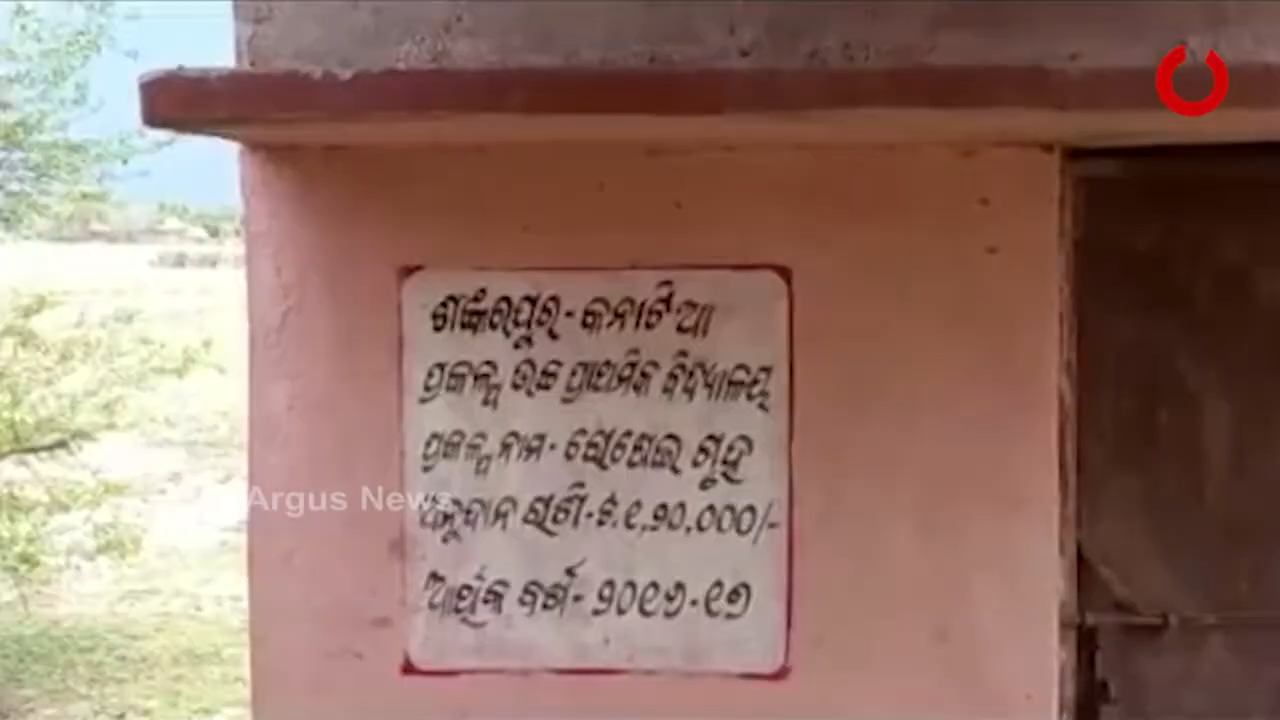 ଶଙ୍କରପୁର-କନାଟିଆ
ପ୍ରକଳ୍ପ ଉଚ୍ଚ ପ୍ରାଥମିକ ବିଦ୍ୟାଳୟ
ପ୍ରକଳ୍ପ ନାମ- ରୋଷେଇ ଗୃହ
ଅନୁଦାନ ରାଶି-ଟ.୧,୨୦,୦୦୦/-
ଆର୍ଥିକ ବର୍ଷ- ୨୦୧୬-୧୭
Argus News